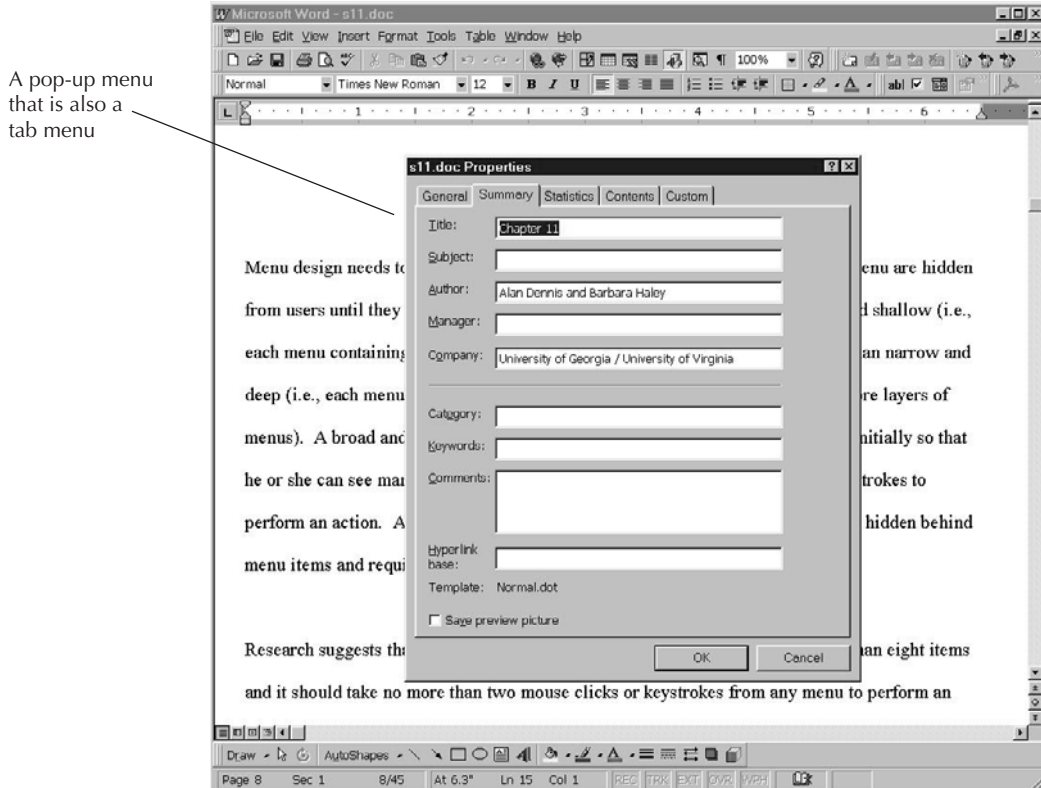 A pop-up menu
that is also a
tab menu
Microsoft Word - s11.doc
File Edit View Insert Format Tools Table Window Help
100%
Normal Times New Roman 12 B I U abl
L 1 2 3 4 5 6
s11.doc Properties
General Summary Statistics Contents Custom
Title: Chapter 11
Subject:
Author: Alan Dennis and Barbara Haley
Manager:
Company: University of Georgia / University of Virginia
Category:
Keywords:
Comments:
Hyperlink
base:
Template: Normal.dot
Save preview picture
OK Cancel
Menu design needs to enu are hidden
from users until they d shallow (i.e.,
each menu containing an narrow and
deep (i.e., each menu re layers of
menus). A broad and nitially so that
he or she can see mar trokes to
perform an action. A hidden behind
menu items and requi
Research suggests tha an eight items
and it should take no more than two mouse clicks or keystrokes from any menu to perform an
Draw AutoShapes
Page 8 Sec 1 8/45 At 6.3" Ln 15 Col 1 REC TRK EXT OVR WPH